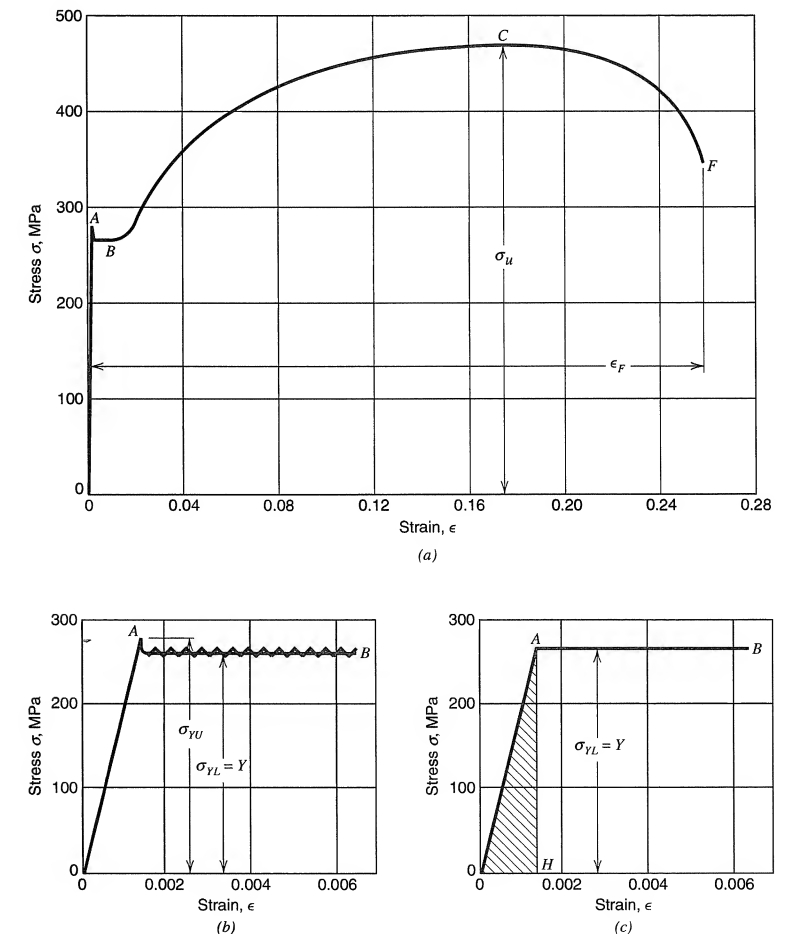 500
400
300
200
100
0
Stress σ, MPa
A
B
C
F
σu
ϵF
0 0.04 0.08 0.12 0.16 0.20 0.24 0.28
Strain, ϵ
(a)
300
200
100
0
Stress σ, MPa
A
B
σYU
σYL = Y
0 0.002 0.004 0.006
Strain, ϵ
(b)
300
200
100
0
Stress σ, MPa
A
B
σYL = Y
H
0 0.002 0.004 0.006
Strain, ϵ
(c)